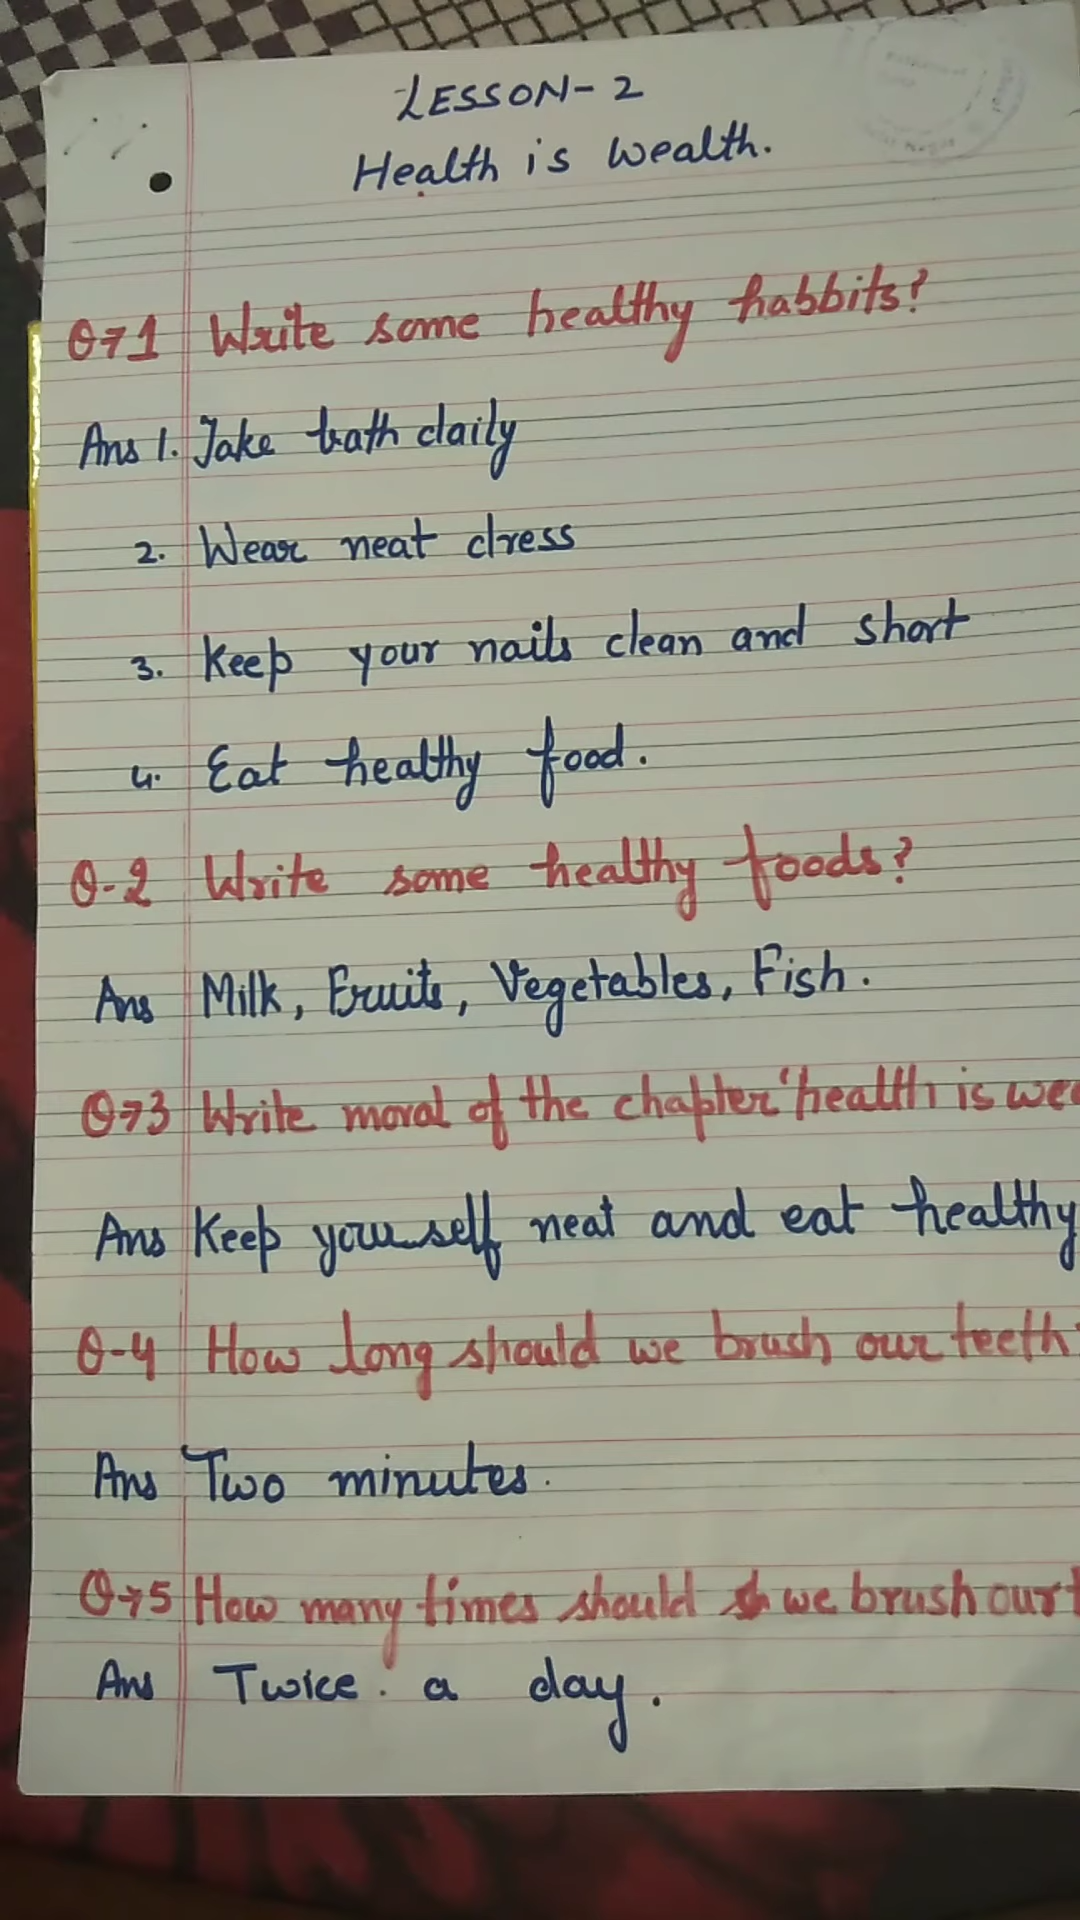 LESSON-2
Health is wealth.
Q→1 Write some healthy habbits?
Ans 1. Take bath daily
2. Wear neat dress
3. Keep your nails clean and short
4. Eat healthy food.
Q-2 Write some healthy foods?
Ans Milk, Fruits, Vegetables, Fish.
Q→3 Write moral of the chapter "health is wea
Ans Keep yourself neat and eat healthy
Q-4 How long should we brush our teeth
Ans Two minutes.
Q→5 How many times should we brush our t
Ans Twice a day.